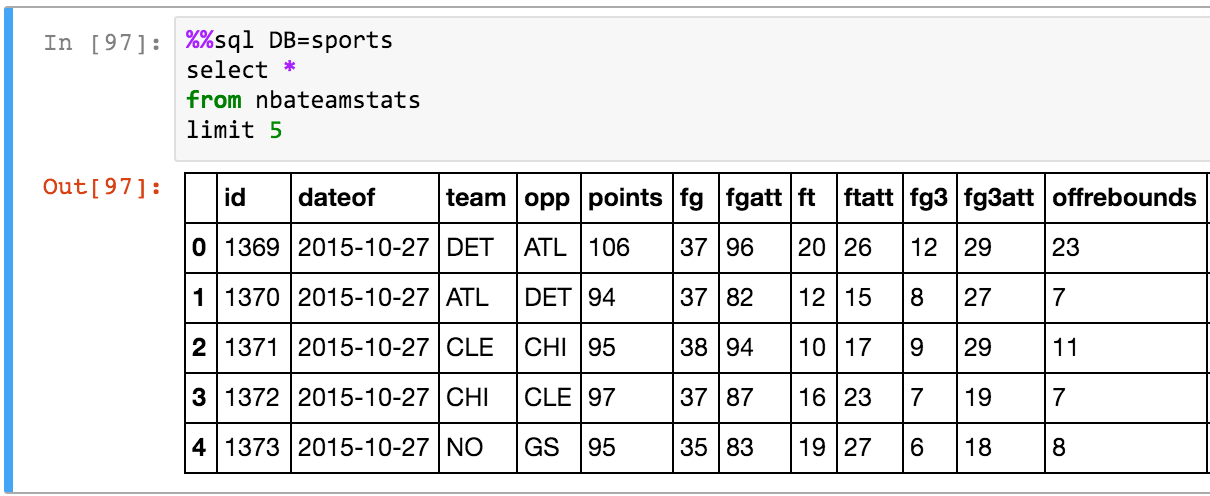 In [97]: %%sql DB=sports
select *
from nbateamstats
limit 5
Out[97]:
id dateof team opp points fg fgatt ft ftatt fg3 fg3att offrebounds
0 1369 2015-10-27 DET ATL 106 37 96 20 26 12 29 23
1 1370 2015-10-27 ATL DET 94 37 82 12 15 8 27 7
2 1371 2015-10-27 CLE CHI 95 38 94 10 17 9 29 11
3 1372 2015-10-27 CHI CLE 97 37 87 16 23 7 19 7
4 1373 2015-10-27 NO GS 95 35 83 19 27 6 18 8